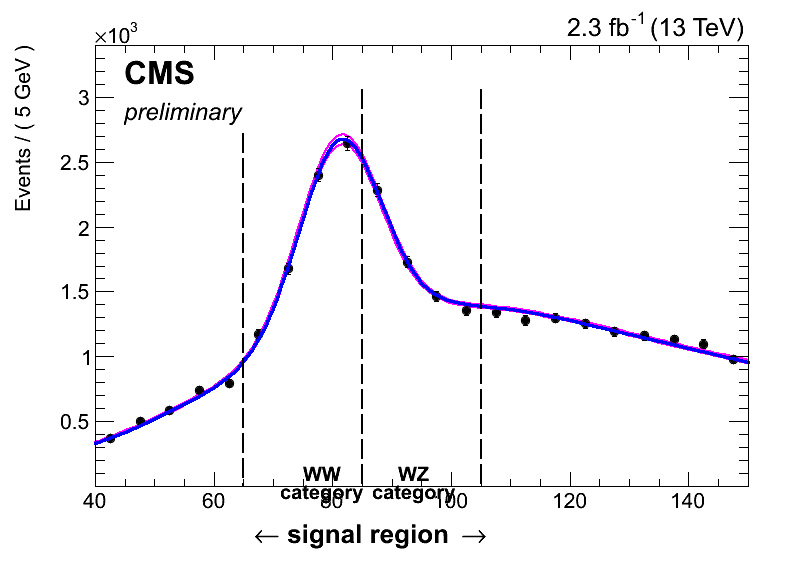 ×10³
2.3 fb⁻¹ (13 TeV)
Events / ( 5 GeV )
CMS
preliminary
3
2.5
2
1.5
1
0.5
WW
category
WZ
category
40 60 80 100 120 140
← signal region →